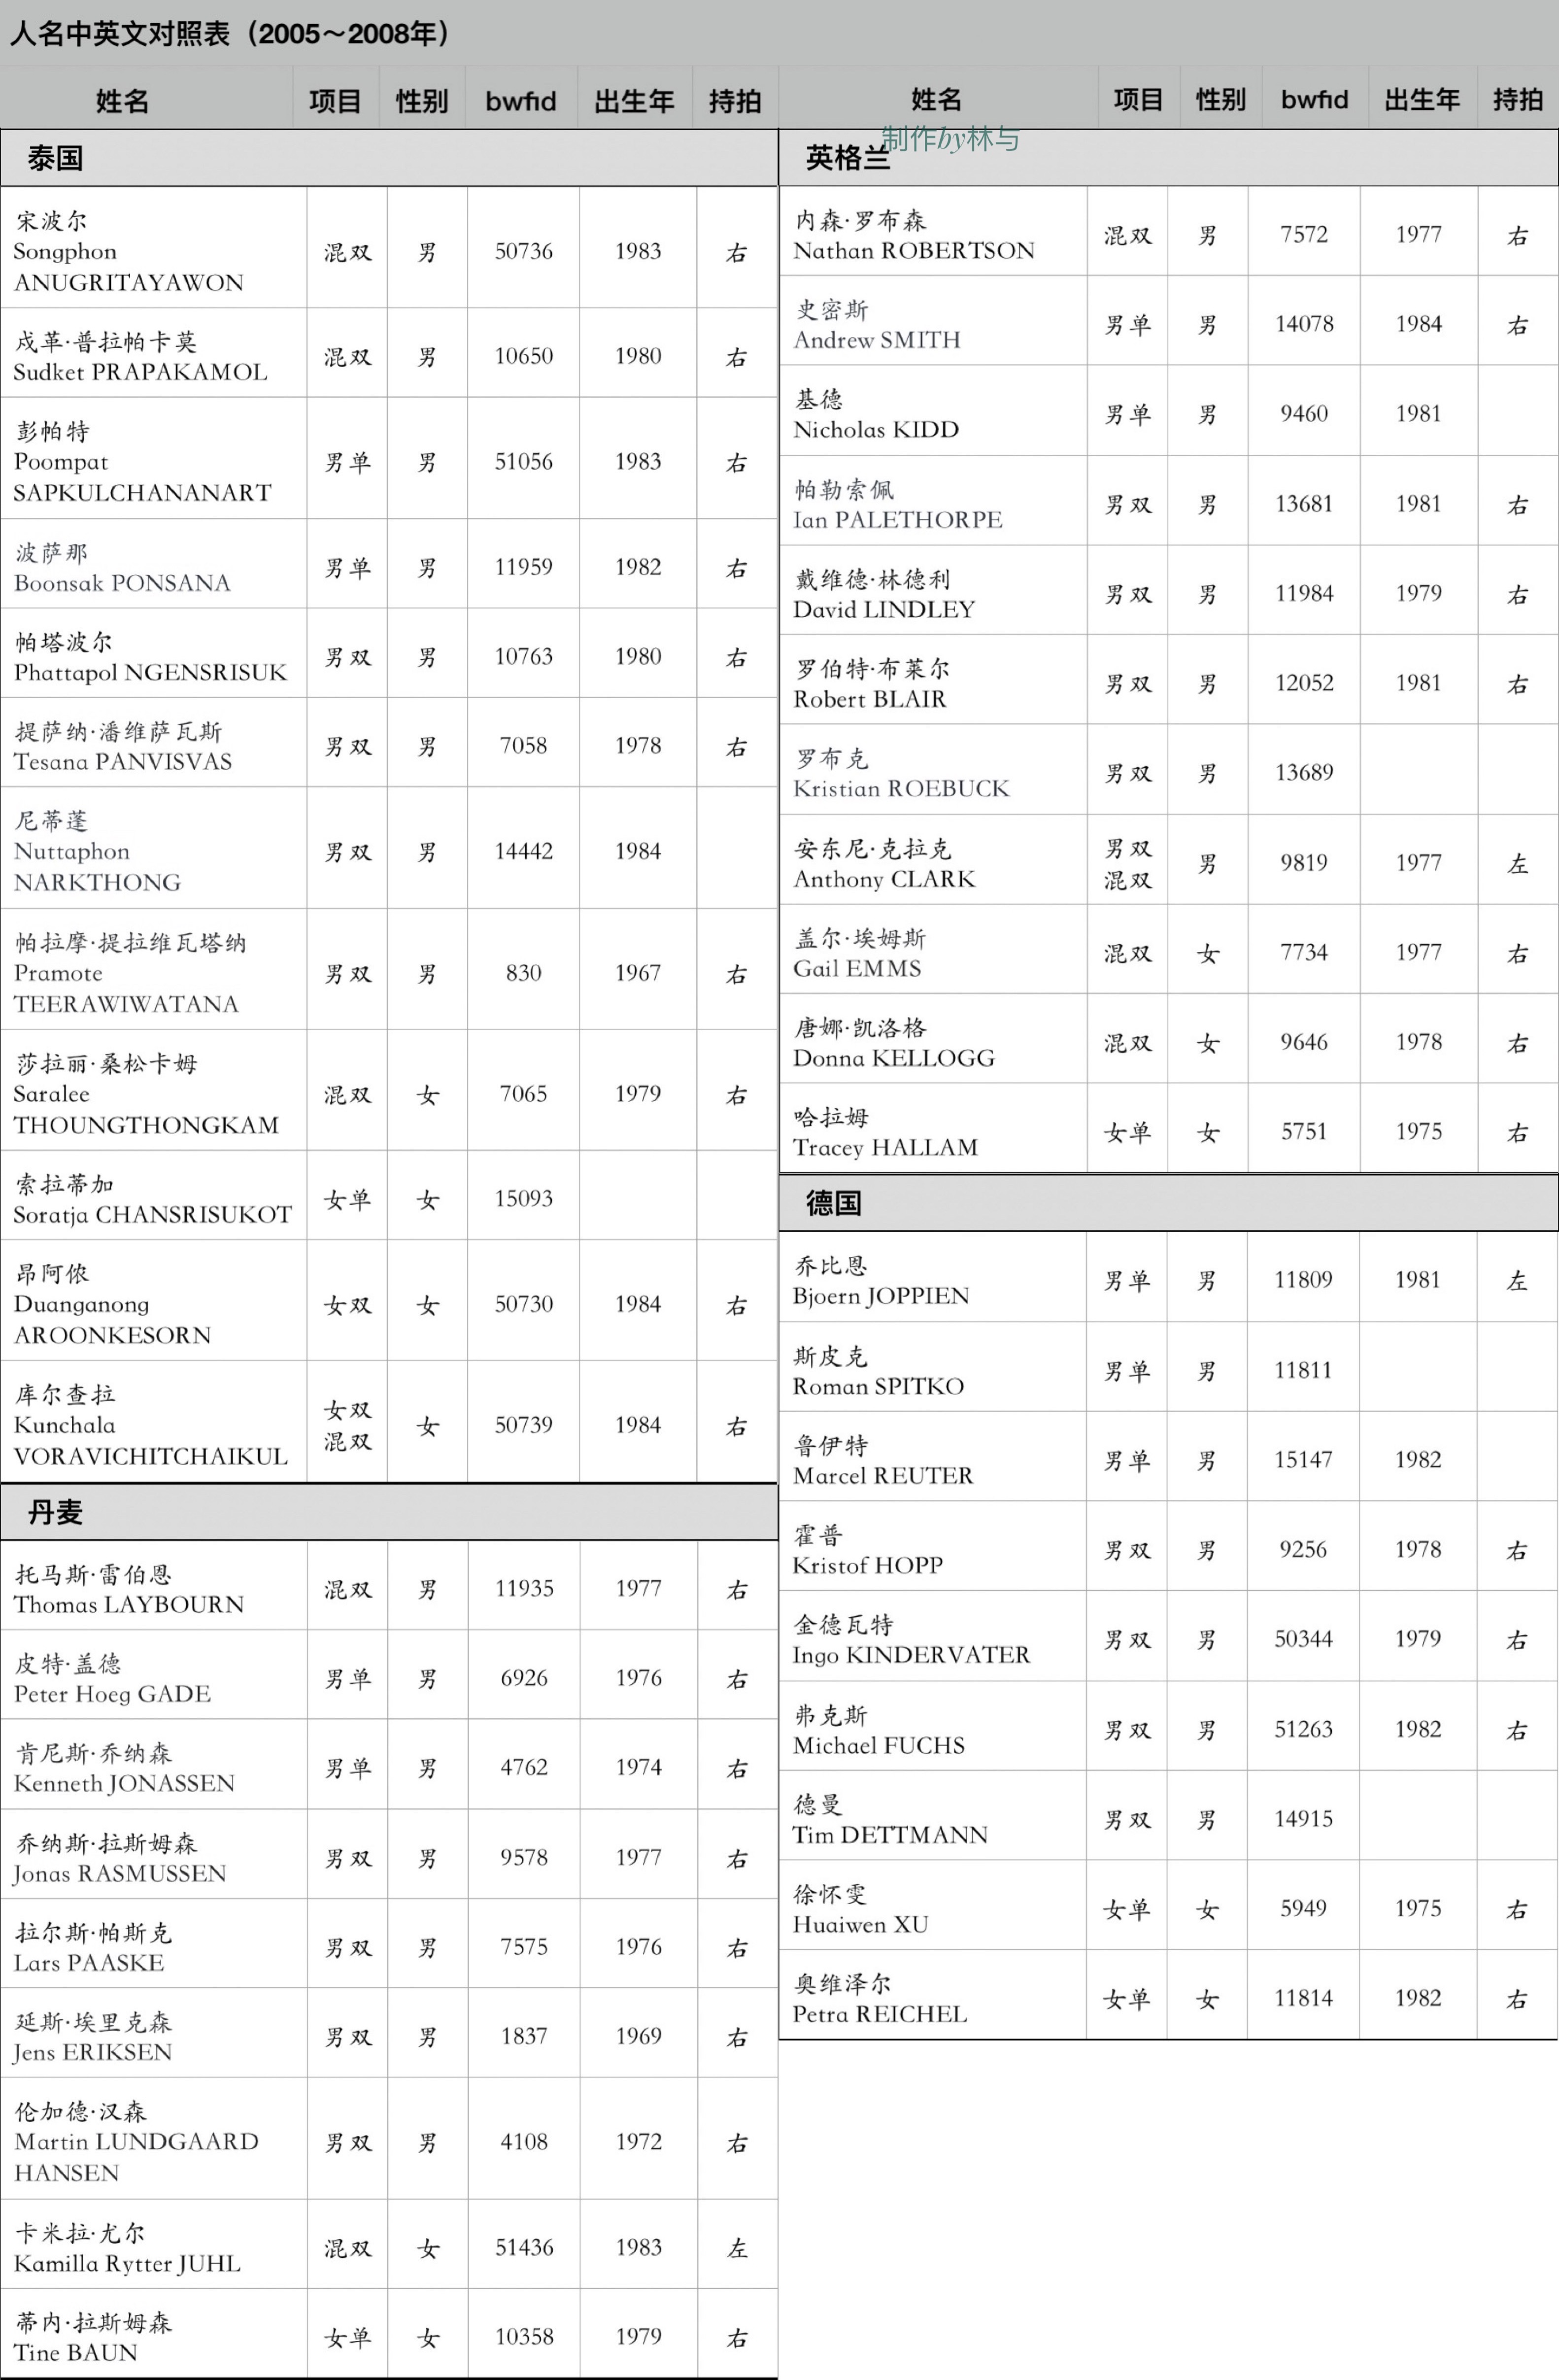 人名中英文对照表（2005～2008年）
姓名 项目 性别 bwfid 出生年 持拍
泰国
宋波尔
Songphon
ANUGRITAYAWON
混双 男 50736 1983 右
戍革·普拉帕卡莫
Sudket PRAPAKAMOL
混双 男 10650 1980 右
彭帕特
Poompat
SAPKULCHANANART
男单 男 51056 1983 右
波萨那
Boonsak PONSANA
男单 男 11959 1982 右
帕塔波尔
Phattapol NGENSRISUK
男双 男 10763 1980 右
提萨纳·潘维萨瓦斯
Tesana PANVISVAS
男双 男 7058 1978 右
尼蒂蓬
Nuttaphon
NARKTHONG
男双 男 14442 1984
帕拉摩·提拉维瓦塔纳
Pramote
TEERAWIWATANA
男双 男 830 1967 右
莎拉丽·桑松卡姆
Saralee
THOUNGTHONGKAM
混双 女 7065 1979 右
索拉蒂加
Soratja CHANSRISUKOT
女单 女 15093
昂阿侬
Duanganong
AROONKESORN
女双 女 50730 1984 右
库尔查拉
Kunchala
VORAVICHITCHAIKUL
女双
混双
女 50739 1984 右
丹麦
托马斯·雷伯恩
Thomas LAYBOURN
混双 男 11935 1977 右
皮特·盖德
Peter Hoeg GADE
男单 男 6926 1976 右
肯尼斯·乔纳森
Kenneth JONASSEN
男单 男 4762 1974 右
乔纳斯·拉斯姆森
Jonas RASMUSSEN
男双 男 9578 1977 右
拉尔斯·帕斯克
Lars PAASKE
男双 男 7575 1976 右
延斯·埃里克森
Jens ERIKSEN
男双 男 1837 1969 右
伦加德·汉森
Martin LUNDGAARD
HANSEN
男双 男 4108 1972 右
卡米拉·尤尔
Kamilla Rytter JUHL
混双 女 51436 1983 左
蒂内·拉斯姆森
Tine BAUN
女单 女 10358 1979 右
姓名 项目 性别 bwfid 出生年 持拍
制作by林与
英格兰
内森·罗布森
Nathan ROBERTSON
混双 男 7572 1977 右
史密斯
Andrew SMITH
男单 男 14078 1984 右
基德
Nicholas KIDD
男单 男 9460 1981
帕勒索佩
Ian PALETHORPE
男双 男 13681 1981 右
戴维德·林德利
David LINDLEY
男双 男 11984 1979 右
罗伯特·布莱尔
Robert BLAIR
男双 男 12052 1981 右
罗布克
Kristian ROEBUCK
男双 男 13689
安东尼·克拉克
Anthony CLARK
男双
混双
男 9819 1977 左
盖尔·埃姆斯
Gail EMMS
混双 女 7734 1977 右
唐娜·凯洛格
Donna KELLOGG
混双 女 9646 1978 右
哈拉姆
Tracey HALLAM
女单 女 5751 1975 右
德国
乔比恩
Bjoern JOPPIEN
男单 男 11809 1981 左
斯皮克
Roman SPITKO
男单 男 11811
鲁伊特
Marcel REUTER
男单 男 15147 1982
霍普
Kristof HOPP
男双 男 9256 1978 右
金德瓦特
Ingo KINDERVATER
男双 男 50344 1979 右
弗克斯
Michael FUCHS
男双 男 51263 1982 右
德曼
Tim DETTMANN
男双 男 14915
徐怀雯
Huaiwen XU
女单 女 5949 1975 右
奥维泽尔
Petra REICHEL
女单 女 11814 1982 右